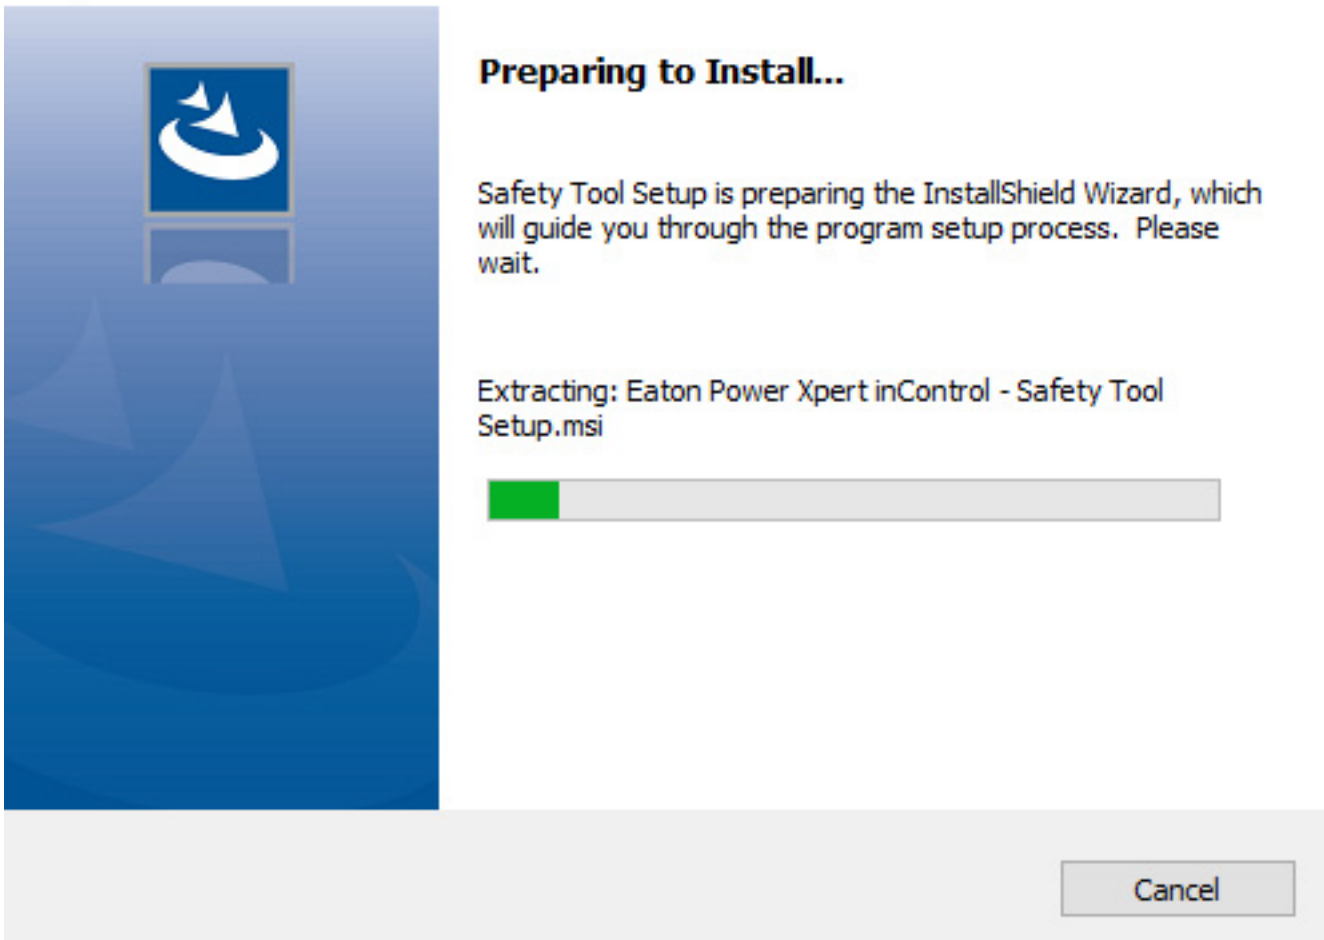 Preparing to Install...
Safety Tool Setup is preparing the InstallShield Wizard, which
will guide you through the program setup process.  Please
wait.
Extracting: Eaton Power Xpert inControl - Safety Tool
Setup.msi
Cancel